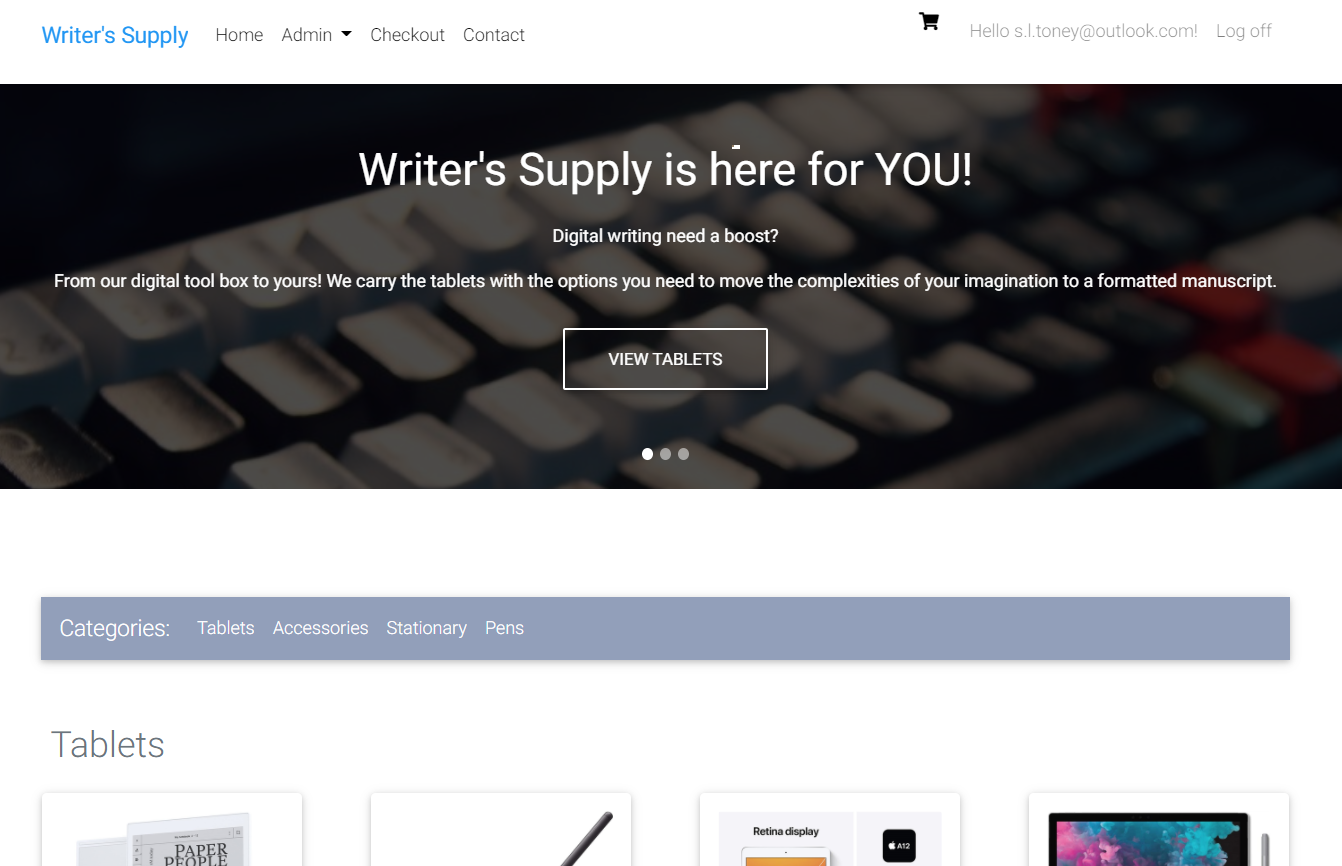 Writer's Supply Home Admin Checkout Contact Hello s.l.toney@outlook.com! Log off
Writer's Supply is here for YOU!
Digital writing need a boost?
From our digital tool box to yours! We carry the tablets with the options you need to move the complexities of your imagination to a formatted manuscript.
VIEW TABLETS
Categories: Tablets Accessories Stationary Pens
Tablets
PAPER
PEOPLE
Retina display
A12